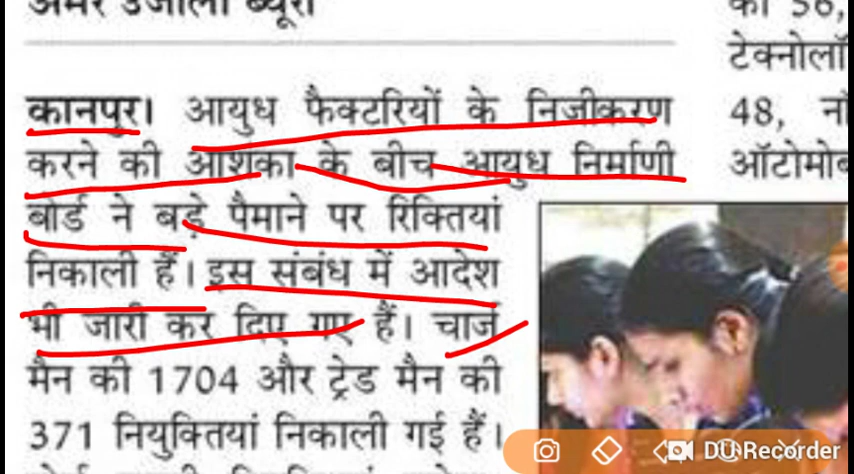 अमर उजाला ब्यूरो
कानपुर। आयुध फैक्टरियों के निजीकरण
करने की आशंका के बीच आयुध निर्माणी
बोर्ड ने बड़े पैमाने पर रिक्तियां
निकाली हैं। इस संबंध में आदेश
भी जारी कर दिए गए हैं। चार्ज
मैन की 1704 और ट्रेड मैन की
371 नियुक्तियां निकाली गई हैं।
की 56,
48,
DU Recorder